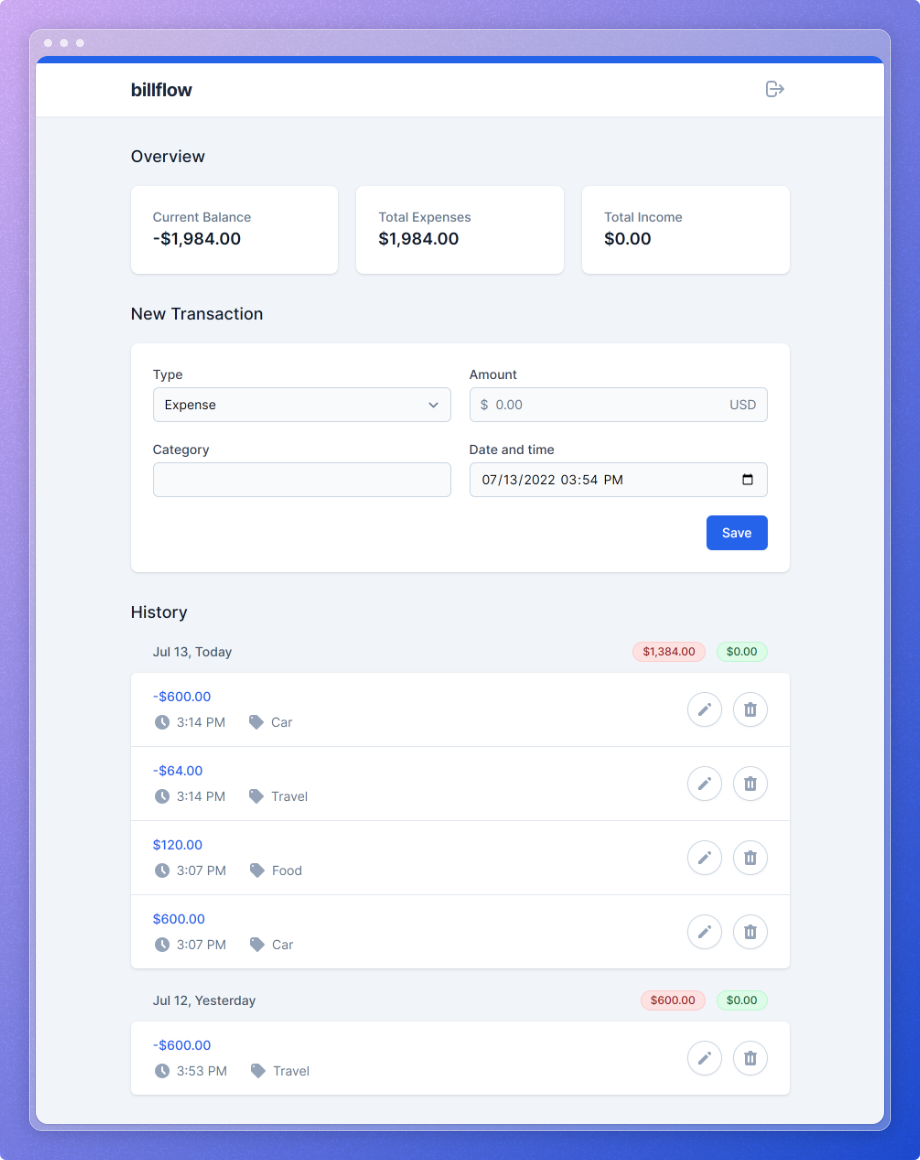 billflow
Overview
Current Balance
-$1,984.00
Total Expenses
$1,984.00
Total Income
$0.00
New Transaction
Type
Expense
Amount
$ 0.00 USD
Category
Date and time
07/13/2022 03:54 PM
Save
History
Jul 13, Today $1,384.00 $0.00
-$600.00
3:14 PM Car
-$64.00
3:14 PM Travel
$120.00
3:07 PM Food
$600.00
3:07 PM Car
Jul 12, Yesterday $600.00 $0.00
-$600.00
3:53 PM Travel